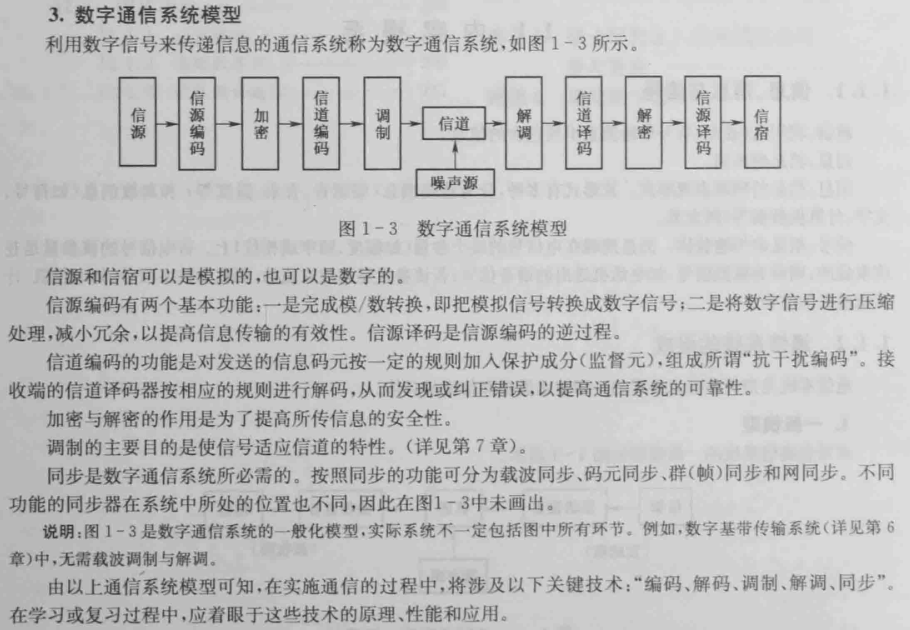 3. 数字通信系统模型
利用数字信号来传递信息的通信系统称为数字通信系统,如图1-3所示。
信源
信源编码
加密
信道编码
调制
信道
解调
信道译码
解密
信源译码
信宿
噪声源
图1-3 数字通信系统模型
信源和信宿可以是模拟的,也可以是数字的。
信源编码有两个基本功能:一是完成模/数转换,即把模拟信号转换成数字信号;二是将数字信号进行压缩
处理,减小冗余,以提高信息传输的有效性。信源译码是信源编码的逆过程。
信道编码的功能是对发送的信息码元按一定的规则加入保护成分(监督元),组成所谓“抗干扰编码”。接
收端的信道译码器按相应的规则进行解码,从而发现或纠正错误,以提高通信系统的可靠性。
加密与解密的作用是为了提高所传信息的安全性。
调制的主要目的是使信号适应信道的特性。(详见第7章)
同步是数字通信系统所必需的。按照同步的功能可分为载波同步、码元同步、群(帧)同步和网同步。不同
功能的同步器在系统中所处的位置也不同,因此在图1-3中未画出。
说明:图1-3是数字通信系统的一般化模型,实际系统不一定包括图中所有环节。例如,数字基带传输系统(详见第6
章)中,无需载波调制与解调。
由以上通信系统模型可知,在实施通信的过程中,将涉及以下关键技术:“编码、解码、调制、解调、同步”。
在学习或复习过程中,应着眼于这些技术的原理、性能和应用。